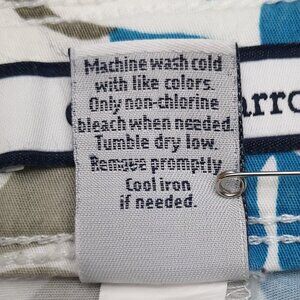 Machine wash cold
with like colors.
Only non-chlorine
bleach when needed.
Tumble dry low.
Remove promptly
Cool iron
if needed.